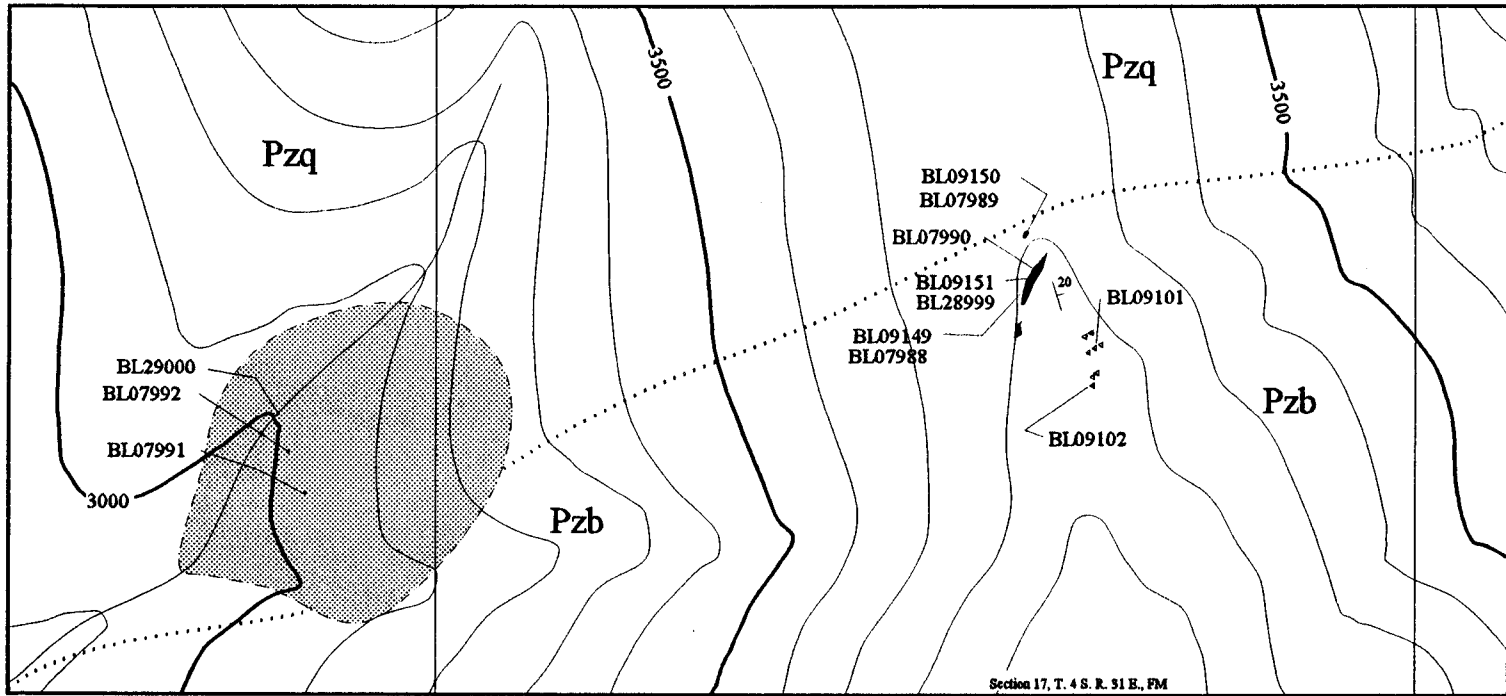 3500
Pzq
3500
Pzq
BL09150
BL07989
BL07990
BL09151
BL28999
20
BL09101
BL09149
BL07988
BL29000
BL07992
BL07991
Pzb
BL09102
3000
Pzb
Section 17, T. 4 S. R. 31 E., FM